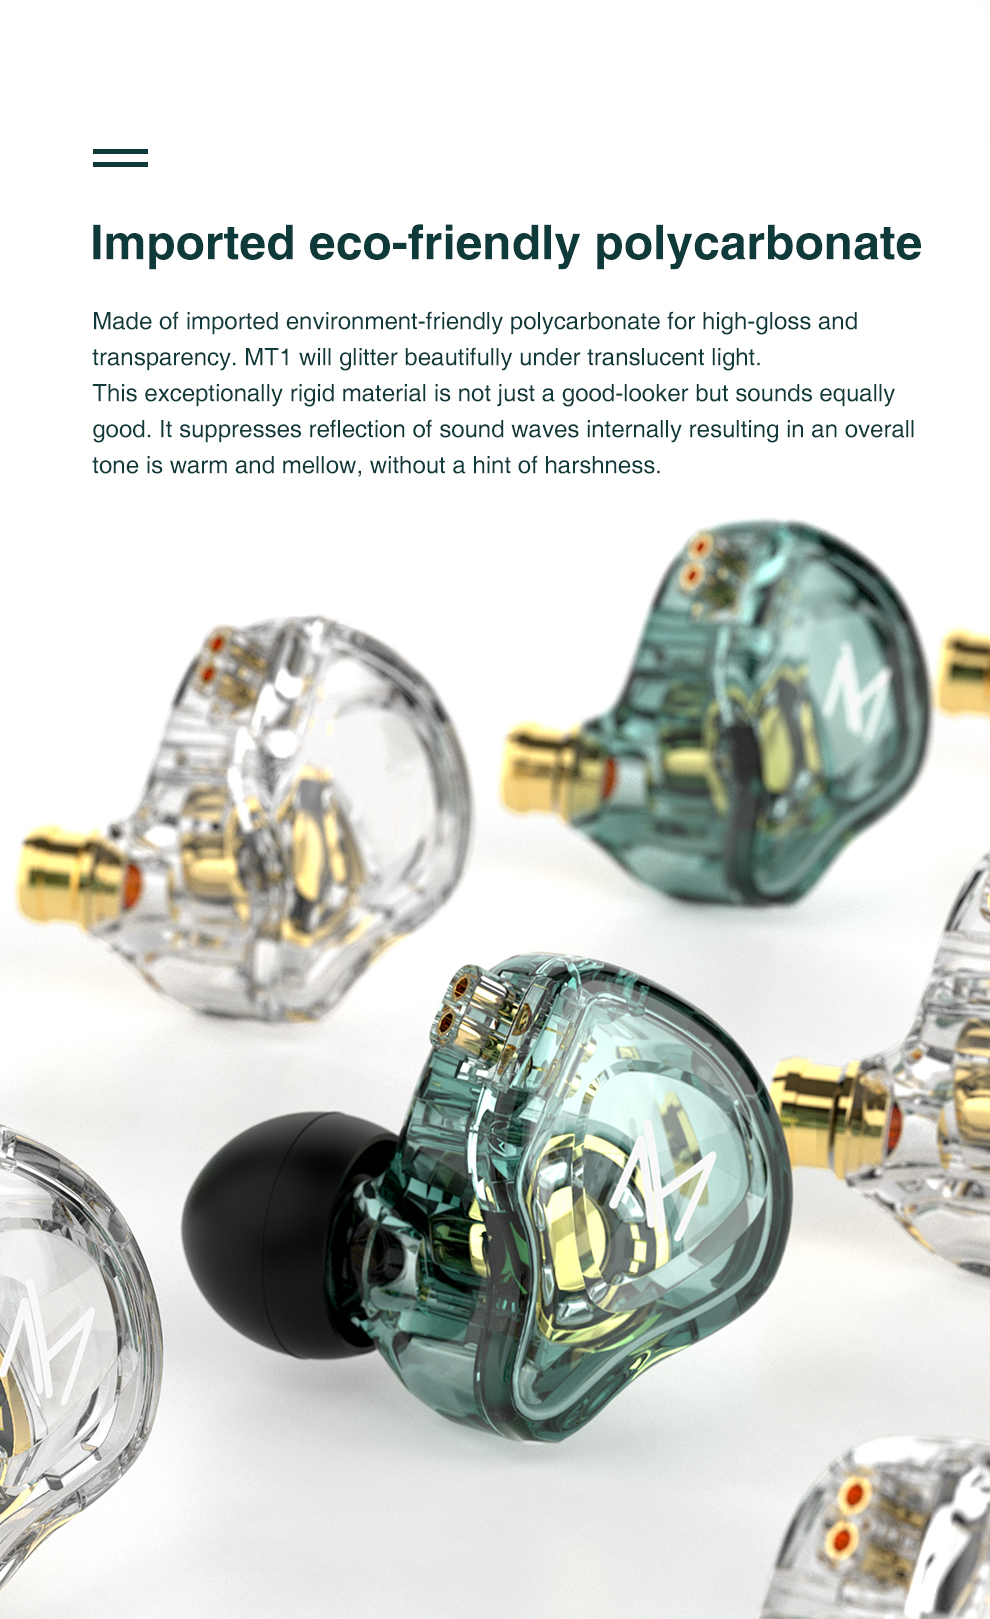 Imported eco-friendly polycarbonate
Made of imported environment-friendly polycarbonate for high-gloss and
transparency. MT1 will glitter beautifully under translucent light.
This exceptionally rigid material is not just a good-looker but sounds equally
good. It suppresses reflection of sound waves internally resulting in an overall
tone is warm and mellow, without a hint of harshness.